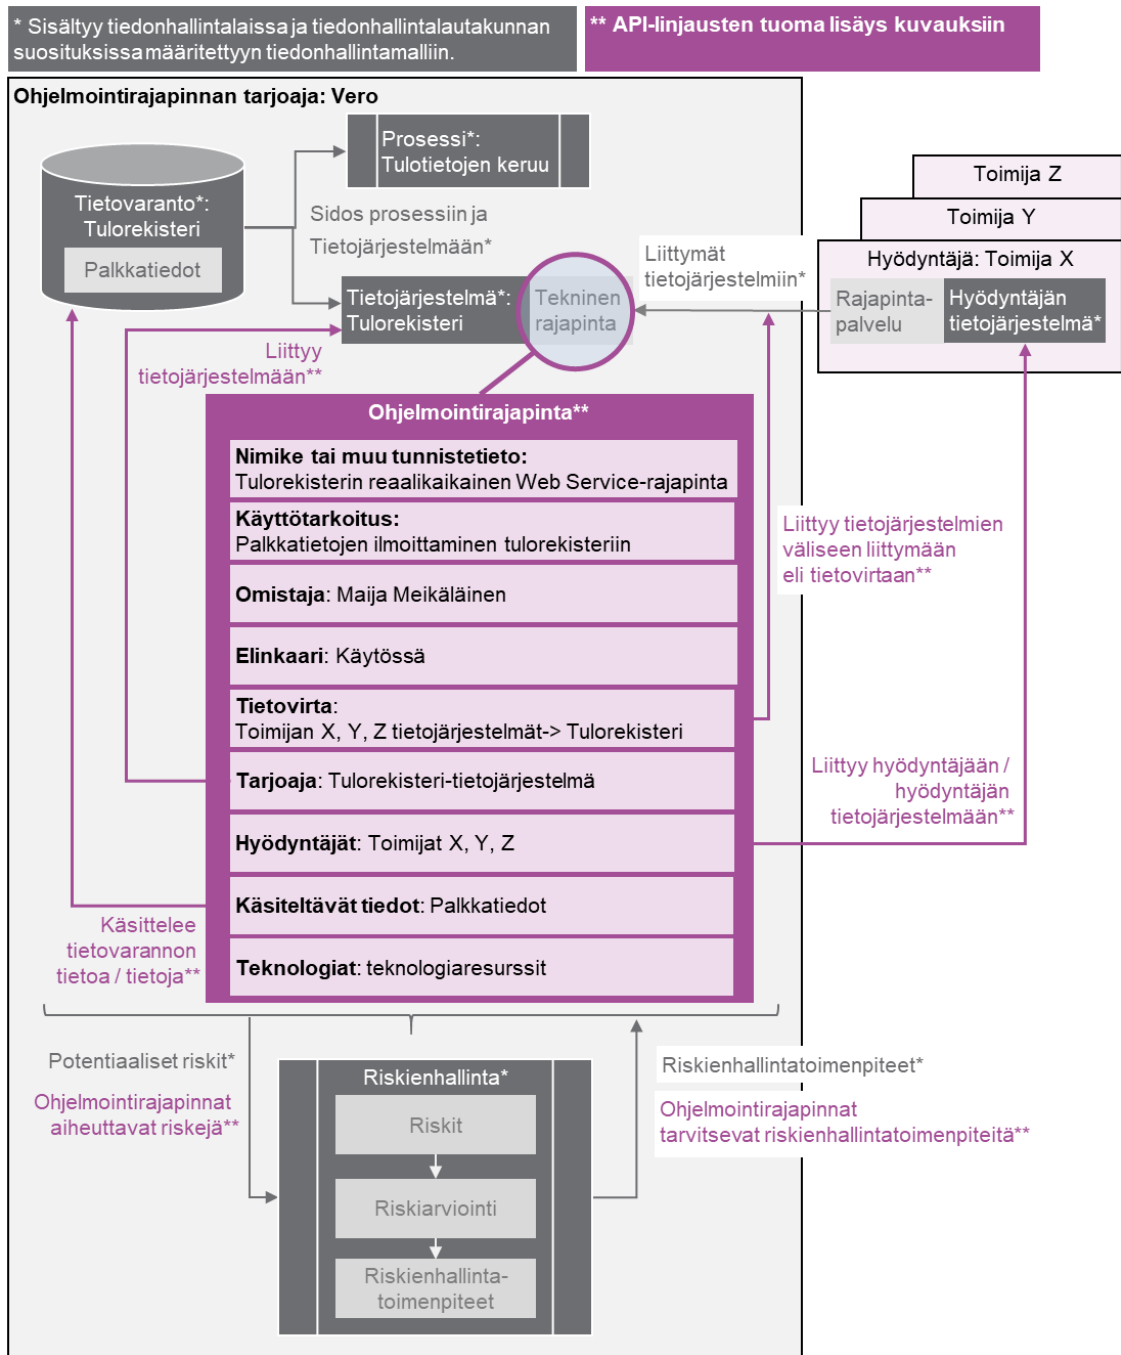 * Sisältyy tiedonhallintalaissa ja tiedonhallintalautakunnan
suosituksissa määritettyyn tiedonhallintamalliin.
** API-linjausten tuoma lisäys kuvauksiin
Ohjelmointirajapinnan tarjoaja: Vero
Prosessi*:
Tulotietojen keruu
Tietovaranto*:
Tulorekisteri
Palkkatiedot
Sidos prosessiin ja
Tietojärjestelmään*
Toimija Z
Toimija Y
Hyödyntäjä: Toimija X
Rajapinta-
palvelu
Hyödyntäjän
tietojärjestelmä*
Liittymät
tietojärjestelmiin*
Tietojärjestelmä*:
Tulorekisteri
Tekninen
rajapinta
Liittyy
tietojärjestelmään**
Ohjelmointirajapinta**
Nimike tai muu tunnistetieto:
Tulorekisterin reaalikaikainen Web Service-rajapinta
Käyttötarkoitus:
Palkkatietojen ilmoittaminen tulorekisteriin
Omistaja: Maija Meikäläinen
Elinkaari: Käytössä
Tietovirta:
Toimijan X, Y, Z tietojärjestelmät-> Tulorekisteri
Tarjoaja: Tulorekisteri-tietojärjestelmä
Hyödyntäjät: Toimijat X, Y, Z
Käsiteltävät tiedot: Palkkatiedot
Teknologiat: teknologiaresurssit
Liittyy tietojärjestelmien
väliseen liittymään
eli tietovirtaan**
Liittyy hyödyntäjään /
hyödyntäjän
tietojärjestelmään**
Käsittelee
tietovarannon
tietoa / tietoja**
Potentiaaliset riskit*
Ohjelmointirajapinnat
aiheuttavat riskejä**
Riskienhallinta*
Riskit
Riskiarviointi
Riskienhallinta-
toimenpiteet
Riskienhallintatoimenpiteet*
Ohjelmointirajapinnat
tarvitsevat riskienhallintatoimenpiteitä**